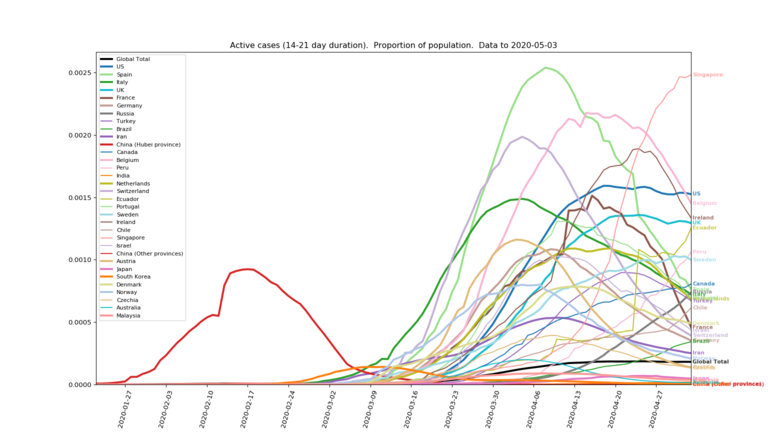 Active cases (14-21 day duration).  Proportion of population.  Data to 2020-05-03
0.0025
0.0020
0.0015
0.0010
0.0005
0.0000
Global Total
US
Spain
Italy
UK
France
Germany
Russia
Turkey
Brazil
Iran
China (Hubei province)
Canada
Belgium
Peru
India
Netherlands
Switzerland
Ecuador
Portugal
Sweden
Ireland
Chile
Singapore
Israel
China (Other provinces)
Austria
Japan
South Korea
Denmark
Norway
Czechia
Australia
Malaysia
Singapore
US
Belgium
Ireland
UK
Ecuador
Peru
Sweden
Canada
Turkey
Chile
France
Switzerland
Brazil
Iran
Global Total
China (Hubei province)
2020-01-27
2020-02-03
2020-02-10
2020-02-17
2020-02-24
2020-03-02
2020-03-09
2020-03-16
2020-03-23
2020-03-30
2020-04-06
2020-04-13
2020-04-20
2020-04-27